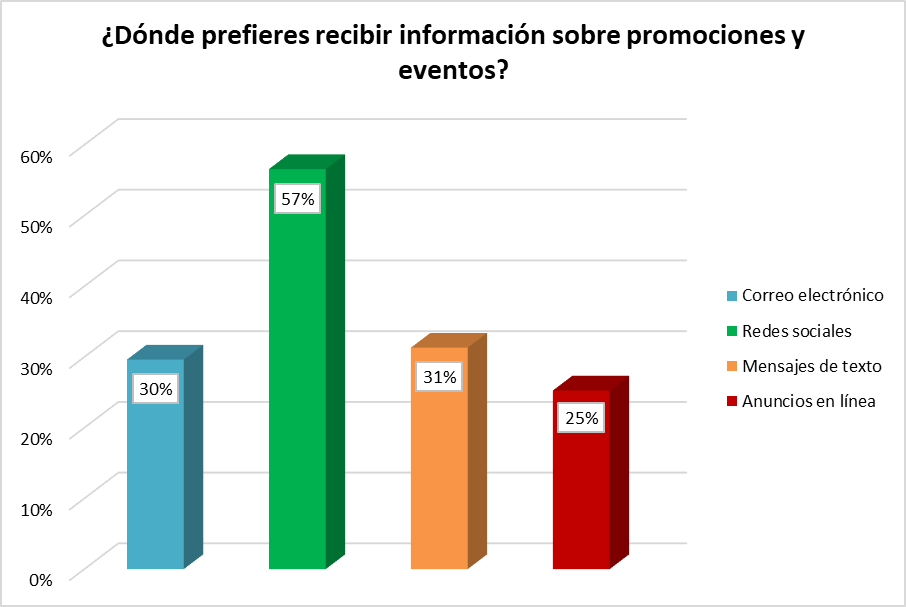 ¿Dónde prefieres recibir información sobre promociones y
eventos?
60%
50%
40%
30%
20%
10%
0%
30%
57%
31%
25%
Correo electrónico
Redes sociales
Mensajes de texto
Anuncios en línea